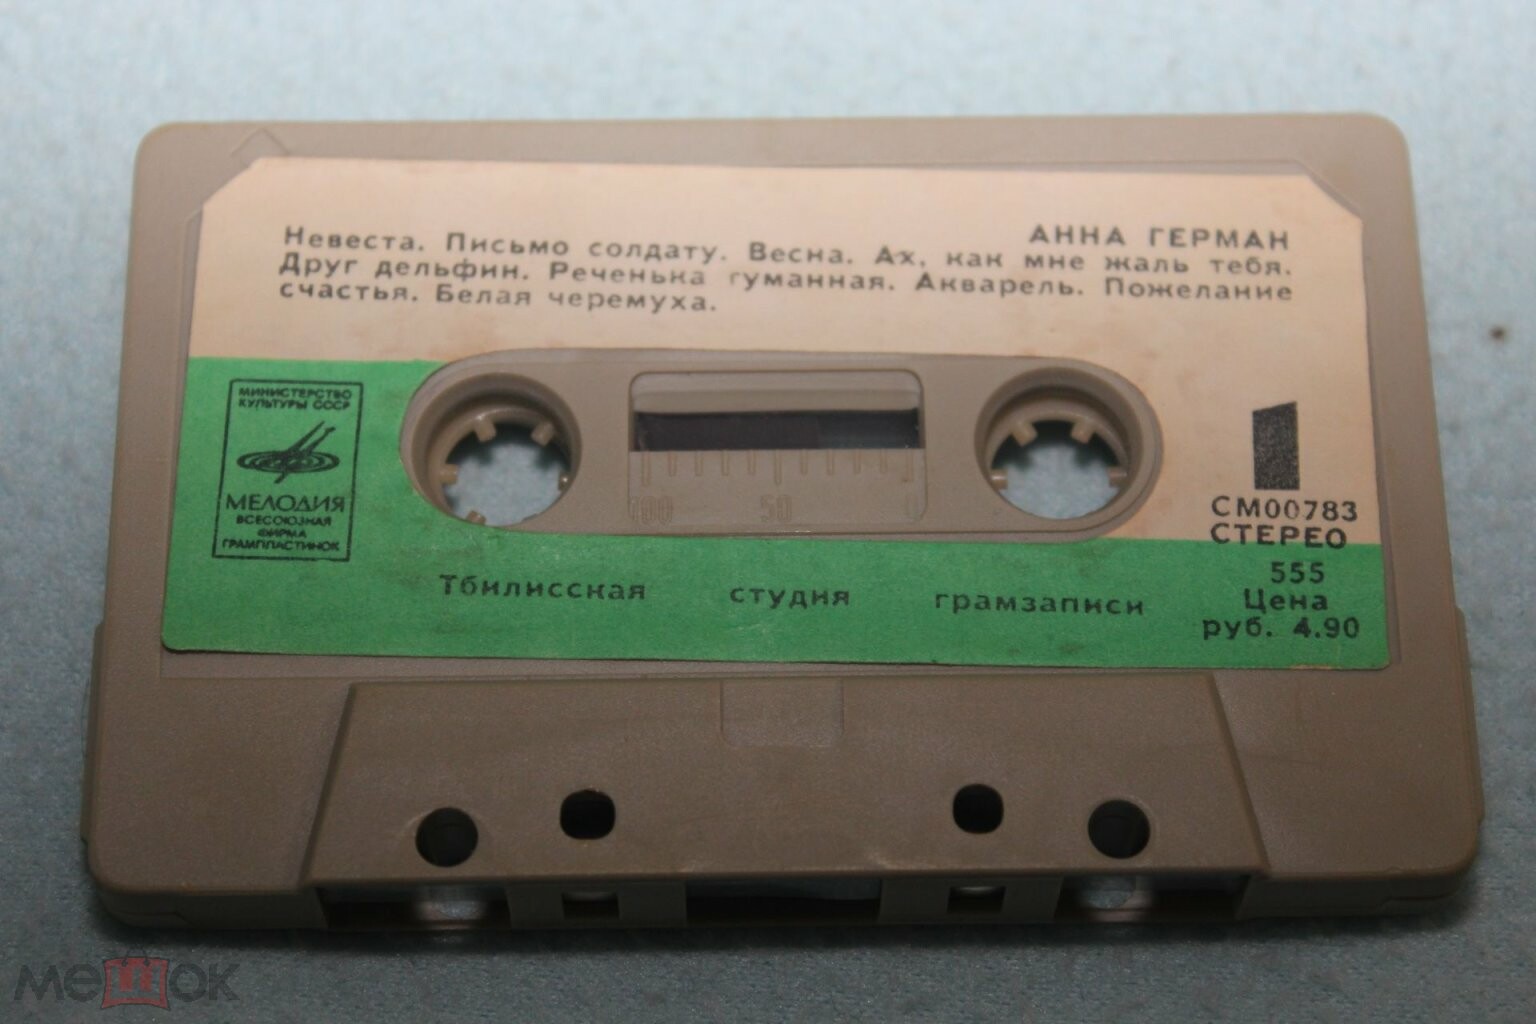 АННА ГЕРМАН
Невеста. Письмо солдату. Весна. Ах, как мне жаль тебя.
Друг дельфин. Реченька гуманная. Акварель. Пожелание
счастья. Белая черемуха.
МИНИСТЕРСТВО
КУЛЬТУРЫ СССР
МЕЛОДИЯ
ВСЕСОЮЗНАЯ
ФИРМА
ГРАМПЛАСТИНОК
100 50 0
1
СМ00783
СТЕРЕО
555
Цена
руб. 4.90
Тбилисская студия грамзаписи
мешок